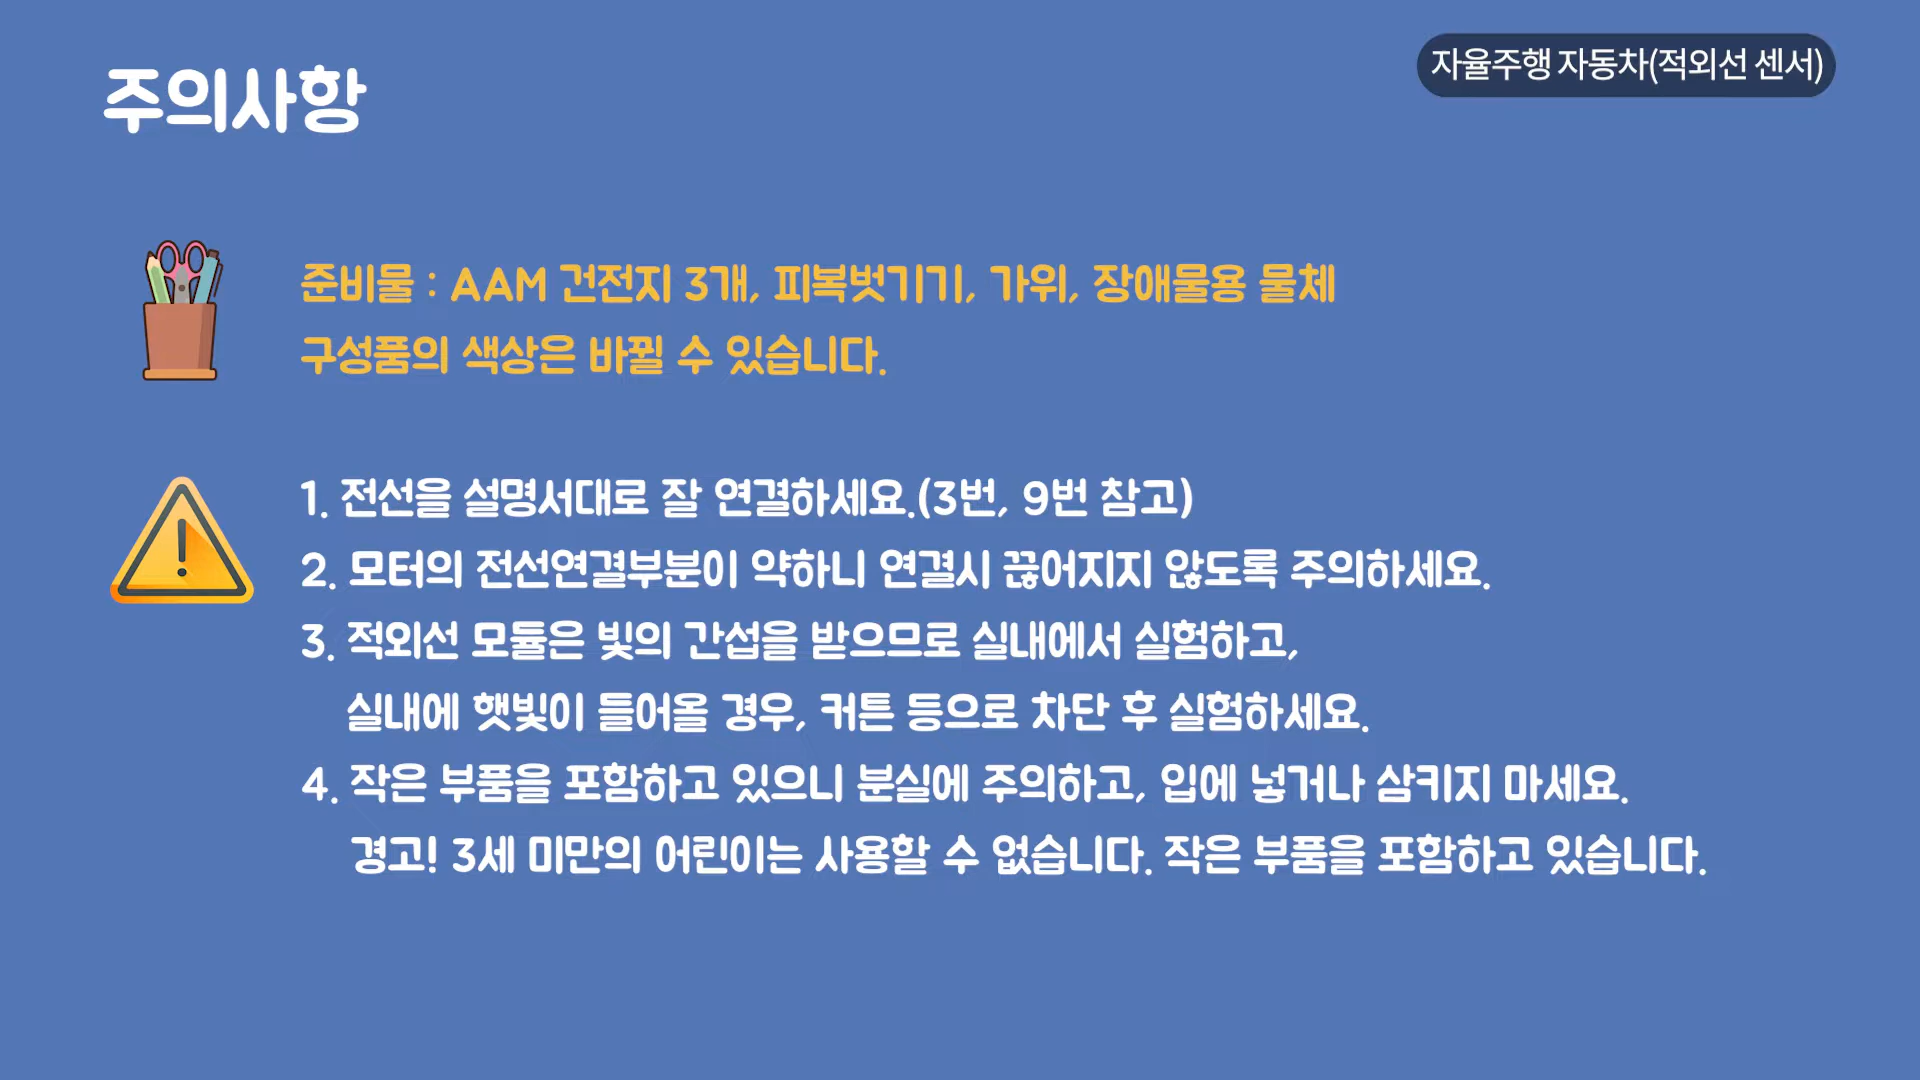 주의사항
자율주행 자동차(적외선 센서)
준비물 : AAM 건전지 3개, 피복벗기기, 가위, 장애물용 물체
구성품의 색상은 바뀔 수 있습니다.
1. 전선을 설명서대로 잘 연결하세요.(3번, 9번 참고)
2. 모터의 전선연결부분이 약하니 연결시 끊어지지 않도록 주의하세요.
3. 적외선 모듈은 빛의 간섭을 받으므로 실내에서 실험하고,
실내에 햇빛이 들어올 경우, 커튼 등으로 차단 후 실험하세요.
4. 작은 부품을 포함하고 있으니 분실에 주의하고, 입에 넣거나 삼키지 마세요.
경고! 3세 미만의 어린이는 사용할 수 없습니다. 작은 부품을 포함하고 있습니다.